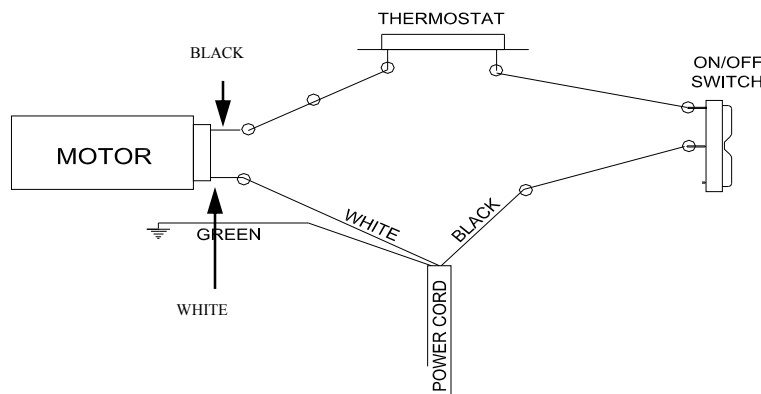 THERMOSTAT
BLACK
ON/OFF
SWITCH
MOTOR
WHITE
BLACK
GREEN
WHITE
POWER CORD